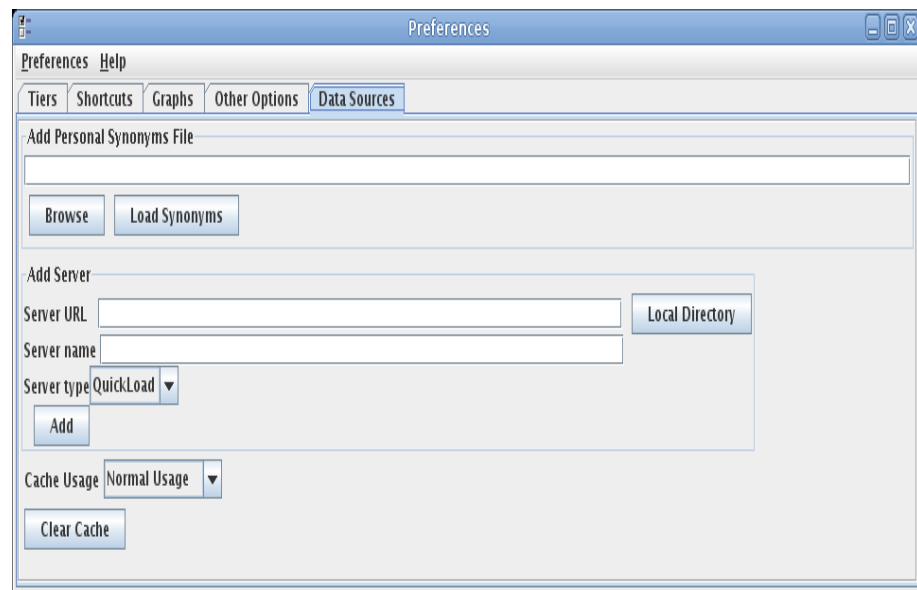 Preferences
Preferences Help
Tiers Shortcuts Graphs Other Options Data Sources
Add Personal Synonyms File
Browse Load Synonyms
Add Server
Server URL Local Directory
Server name
Server type QuickLoad
Add
Cache Usage Normal Usage
Clear Cache